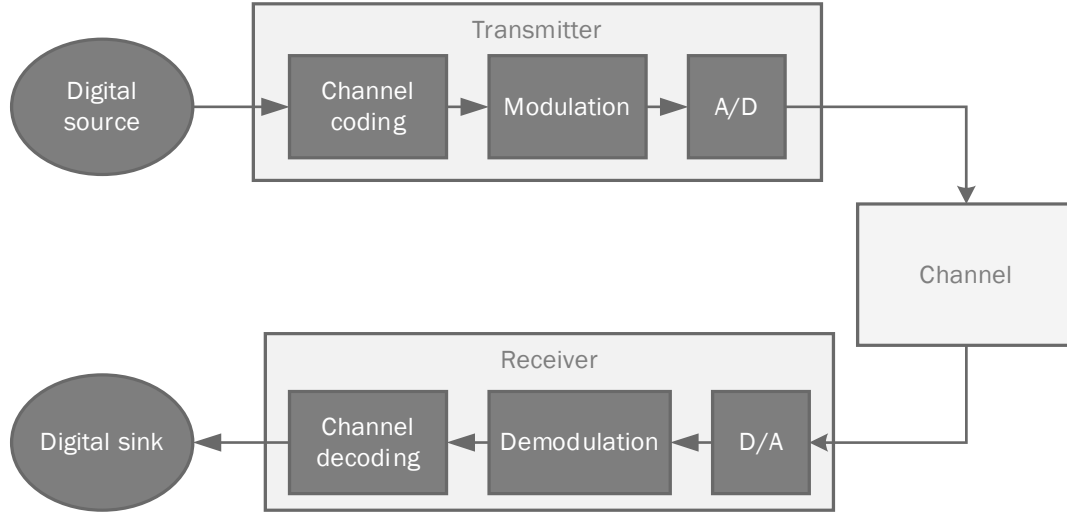 Transmitter
Digital
source
Channel
coding
Modulation
A/D
Channel
Receiver
Digital sink
Channel
decoding
Demodulation
D/A